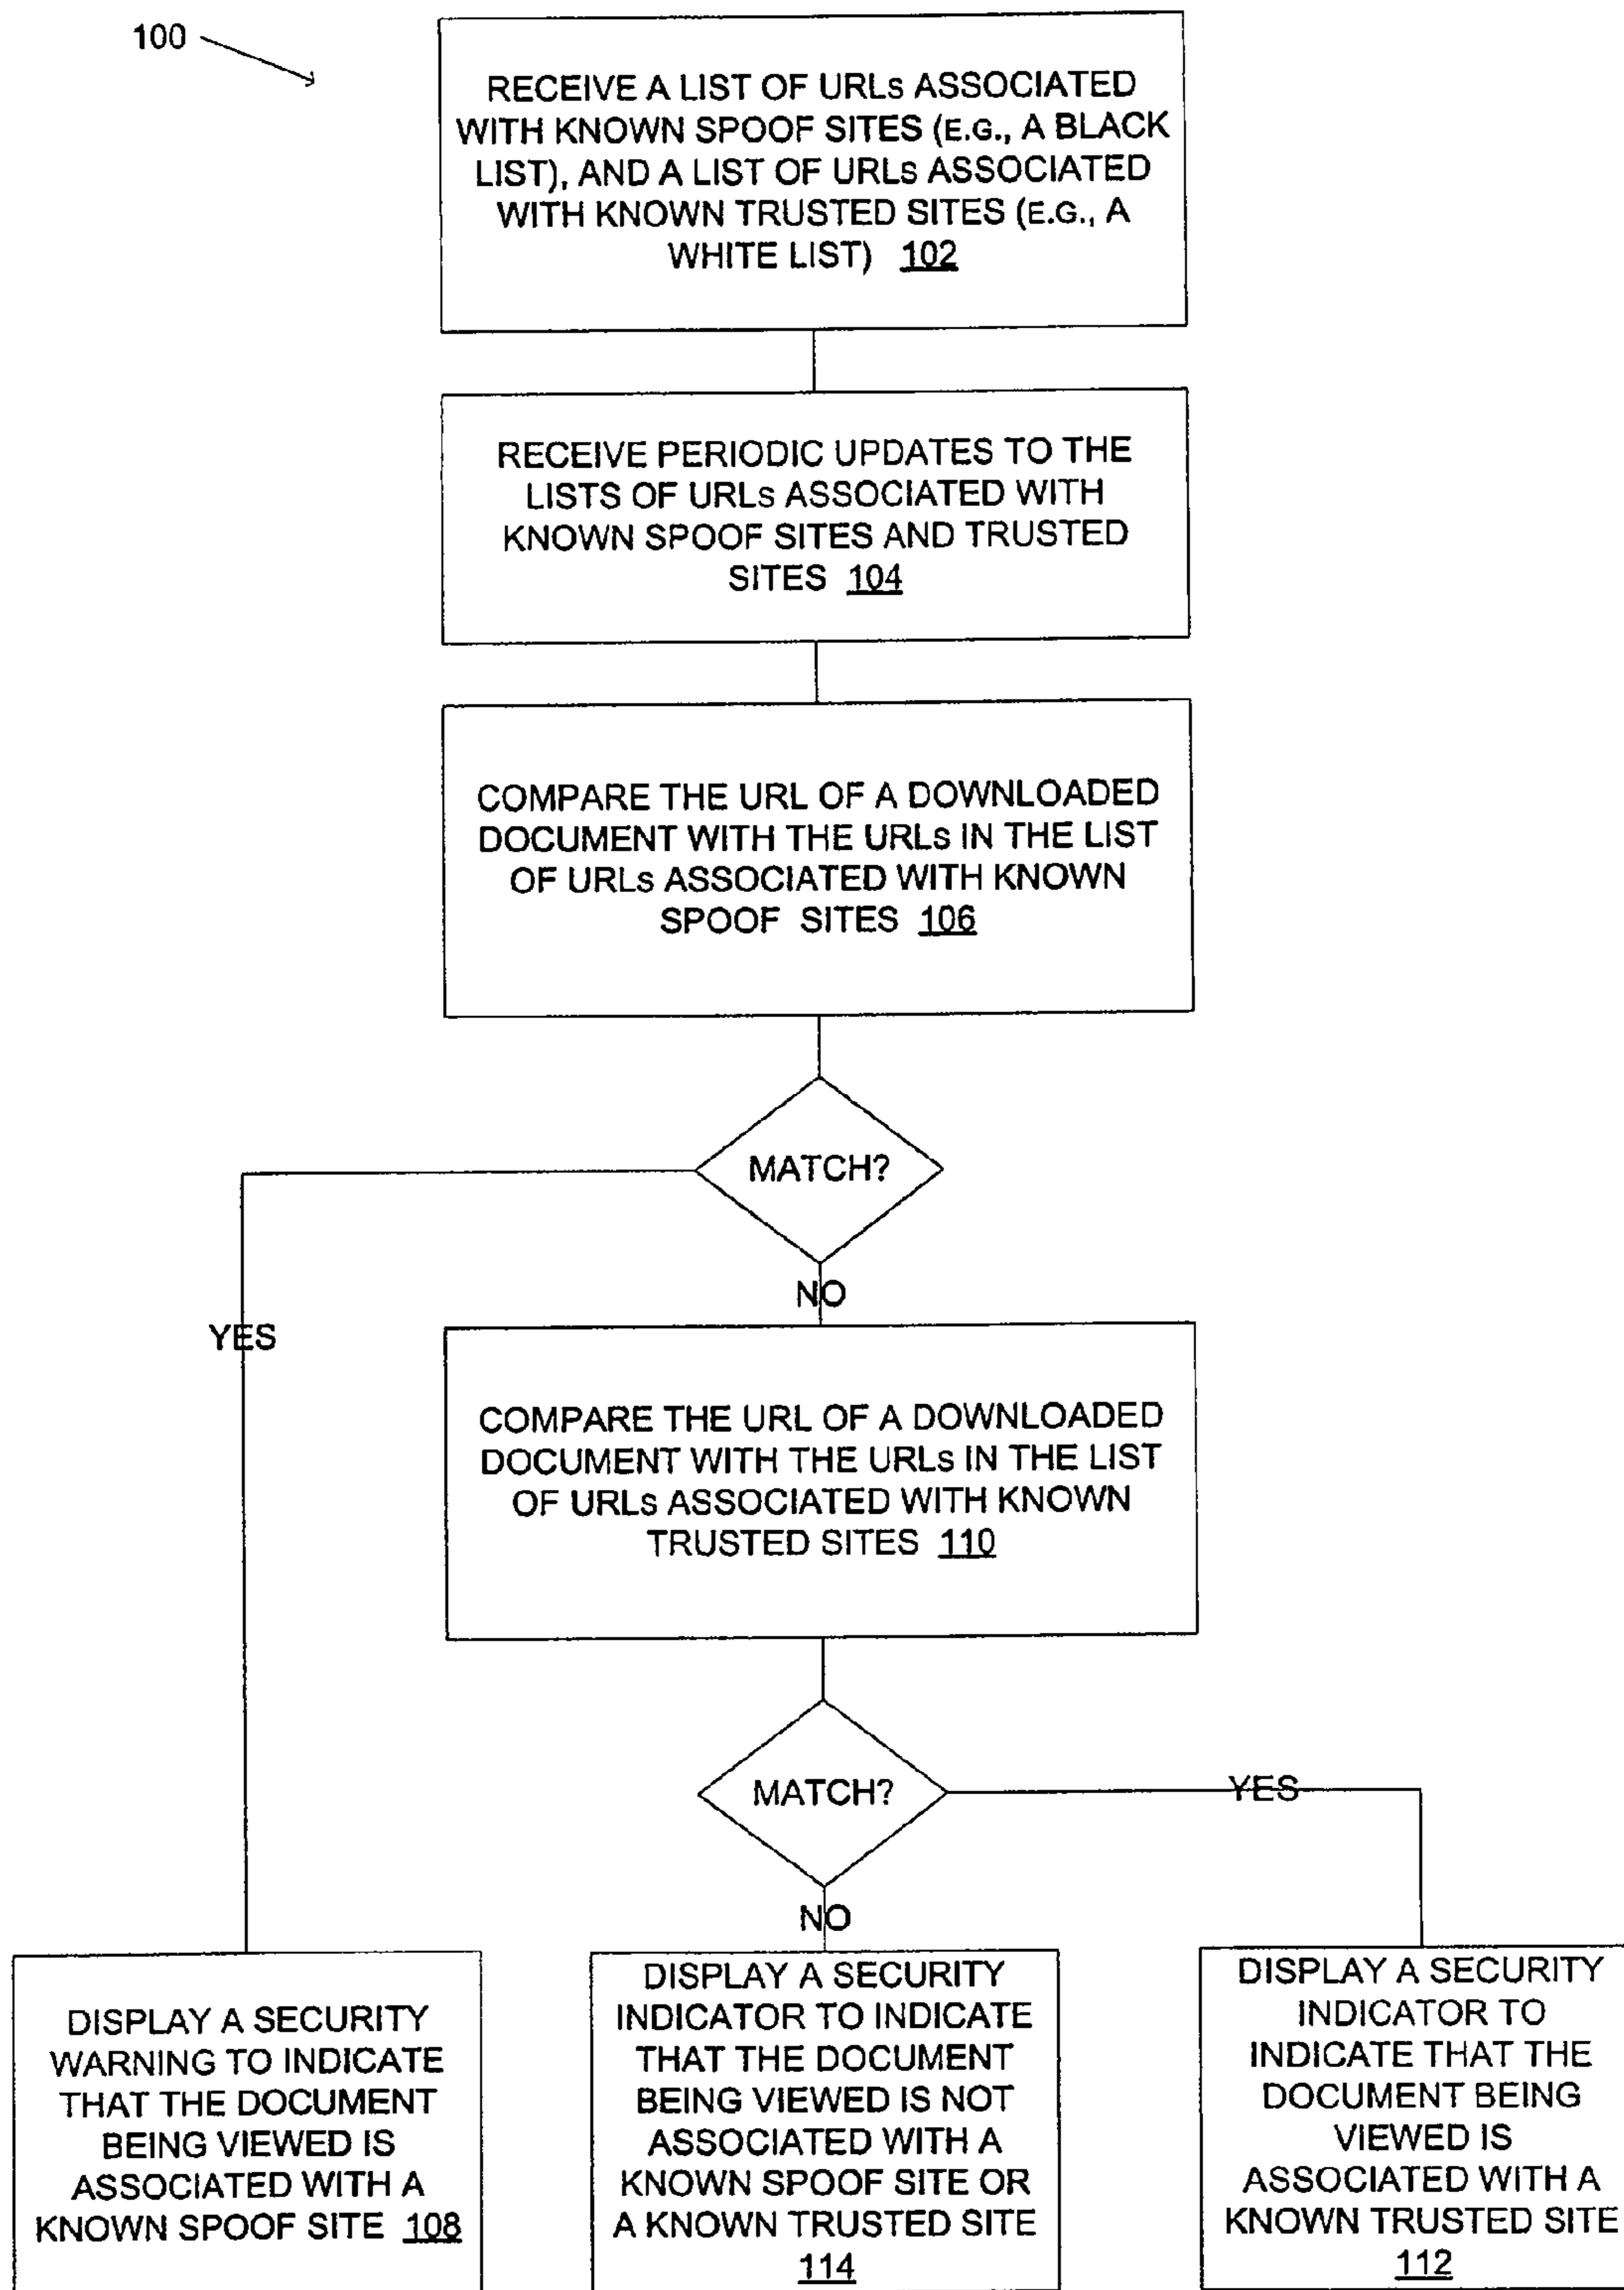 100
RECEIVE A LIST OF URLs ASSOCIATED
WITH KNOWN SPOOF SITES (E.G., A BLACK
LIST), AND A LIST OF URLs ASSOCIATED
WITH KNOWN TRUSTED SITES (E.G., A
WHITE LIST) 102
RECEIVE PERIODIC UPDATES TO THE
LISTS OF URLs ASSOCIATED WITH
KNOWN SPOOF SITES AND TRUSTED
SITES 104
COMPARE THE URL OF A DOWNLOADED
DOCUMENT WITH THE URLs IN THE LIST
OF URLs ASSOCIATED WITH KNOWN
SPOOF SITES 106
MATCH?
NO
YES
COMPARE THE URL OF A DOWNLOADED
DOCUMENT WITH THE URLs IN THE LIST
OF URLs ASSOCIATED WITH KNOWN
TRUSTED SITES 110
MATCH?
YES
NO
DISPLAY A SECURITY
WARNING TO INDICATE
THAT THE DOCUMENT
BEING VIEWED IS
ASSOCIATED WITH A
KNOWN SPOOF SITE 108
DISPLAY A SECURITY
INDICATOR TO INDICATE
THAT THE DOCUMENT
BEING VIEWED IS NOT
ASSOCIATED WITH A
KNOWN SPOOF SITE OR
A KNOWN TRUSTED SITE
114
DISPLAY A SECURITY
INDICATOR TO
INDICATE THAT THE
DOCUMENT BEING
VIEWED IS
ASSOCIATED WITH A
KNOWN TRUSTED SITE
112